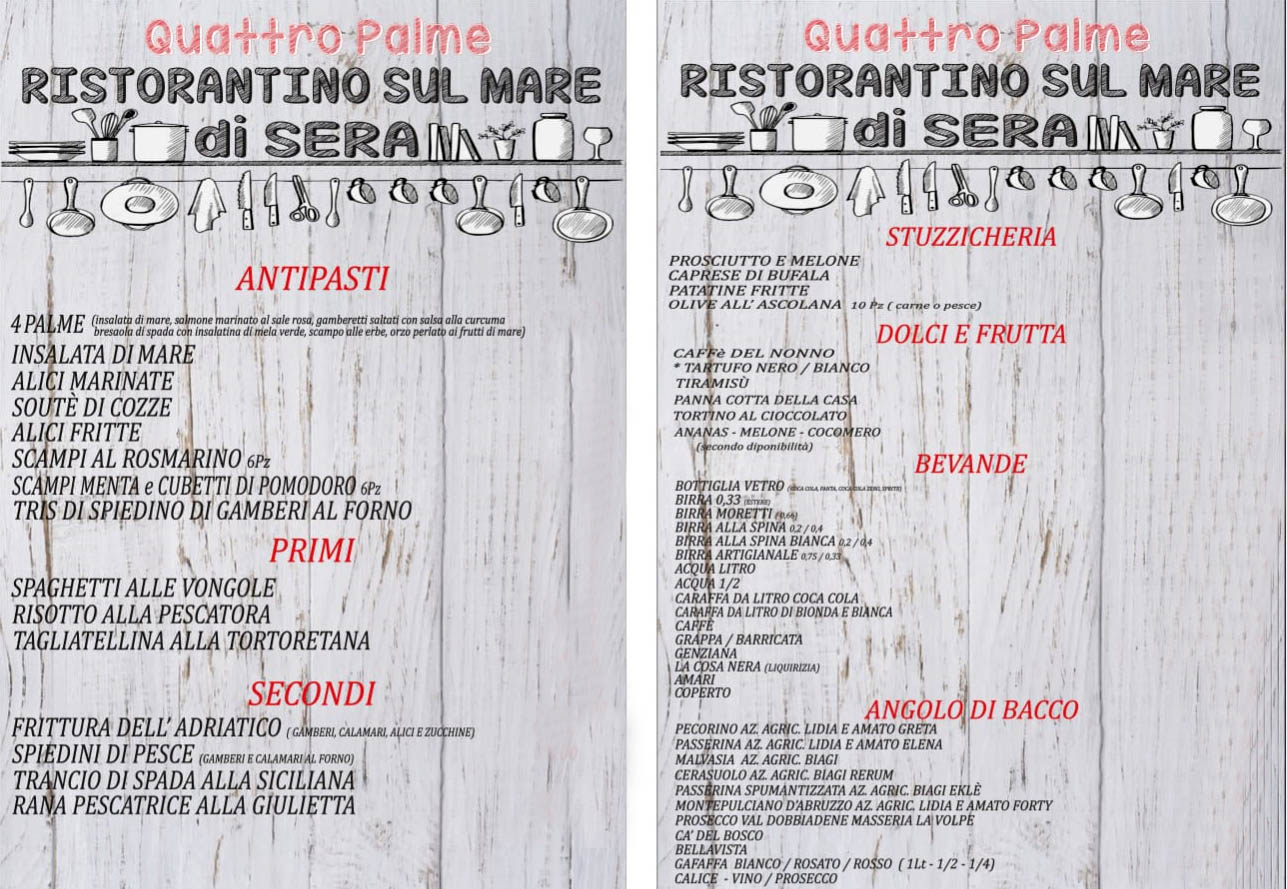 Quattro Palme
RISTORANTINO SUL MARE
di SERA
ANTIPASTI
4 PALME (insalata di mare, salmone marinato al sale rosa, gamberetti saltati con salsa alla curcuma
bresaola di spada con insalatina di mela verde, scampo alle erbe, orzo perlato ai frutti di mare)
INSALATA DI MARE
ALICI MARINATE
SOUTÈ DI COZZE
ALICI FRITTE
SCAMPI AL ROSMARINO 6Pz
SCAMPI MENTA e CUBETTI DI POMODORO 6Pz
TRIS DI SPIEDINO DI GAMBERI AL FORNO
PRIMI
SPAGHETTI ALLE VONGOLE
RISOTTO ALLA PESCATORA
TAGLIATELLINA ALLA TORTORETANA
SECONDI
FRITTURA DELL' ADRIATICO ( GAMBERI, CALAMARI, ALICI E ZUCCHINE)
SPIEDINI DI PESCE (GAMBERI E CALAMARI AL FORNO)
TRANCIO DI SPADA ALLA SICILIANA
RANA PESCATRICE ALLA GIULIETTA
Quattro Palme
RISTORANTINO SUL MARE
di SERA
STUZZICHERIA
PROSCIUTTO E MELONE
CAPRESE DI BUFALA
PATATINE FRITTE
OLIVE ALL' ASCOLANA 10 Pz ( carne o pesce)
DOLCI E FRUTTA
CAFFè DEL NONNO
* TARTUFO NERO / BIANCO
TIRAMISÙ
PANNA COTTA DELLA CASA
TORTINO AL CIOCCOLATO
ANANAS - MELONE - COCOMERO
(secondo diponibilità)
BEVANDE
BOTTIGLIA VETRO (COCA COLA, FANTA, COCA COLA ZERO, SPRITE)
BIRRA 0,33 (ESTERE)
BIRRA MORETTI (0,66)
BIRRA ALLA SPINA 0,2 / 0,4
BIRRA ALLA SPINA BIANCA 0,2 / 0,4
BIRRA ARTIGIANALE 0,75 / 0,33
ACQUA LITRO
ACQUA 1/2
CARAFFA DA LITRO COCA COLA
CARAFFA DA LITRO DI BIONDA E BIANCA
CAFFÈ
GRAPPA / BARRICATA
GENZIANA
LA COSA NERA (LIQUIRIZIA)
AMARI
COPERTO
ANGOLO DI BACCO
PECORINO AZ. AGRIC. LIDIA E AMATO GRETA
PASSERINA AZ. AGRIC. LIDIA E AMATO ELENA
MALVASIA AZ. AGRIC. BIAGI
CERASUOLO AZ. AGRIC. BIAGI RERUM
PASSERINA SPUMANTIZZATA AZ. AGRIC. BIAGI EKLÈ
MONTEPULCIANO D'ABRUZZO AZ. AGRIC. LIDIA E AMATO FORTY
PROSECCO VAL DOBBIADENE MASSERIA LA VOLPE
CA' DEL BOSCO
BELLAVISTA
GAFAFFA BIANCO / ROSATO / ROSSO ( 1Lt - 1/2 - 1/4)
CALICE - VINO / PROSECCO